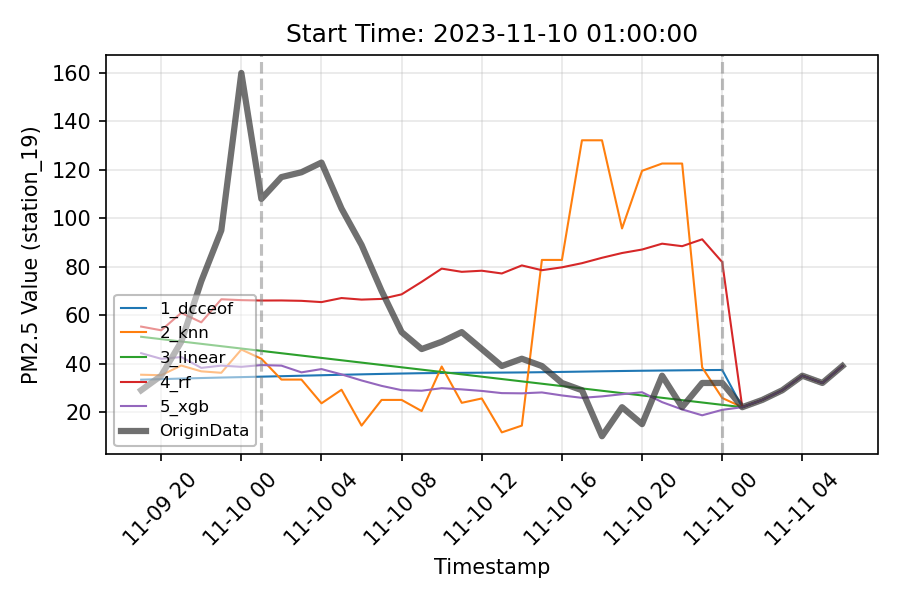 Start Time: 2023-11-10 01:00:00
PM2.5 Value (station_19)
160
140
120
100
80
60
40
20
1_dcceof
2_knn
3_linear
4_rf
5_xgb
OriginData
11-09 20
11-10 00
11-10 04
11-10 08
11-10 12
11-10 16
11-10 20
11-11 00
11-11 04
Timestamp